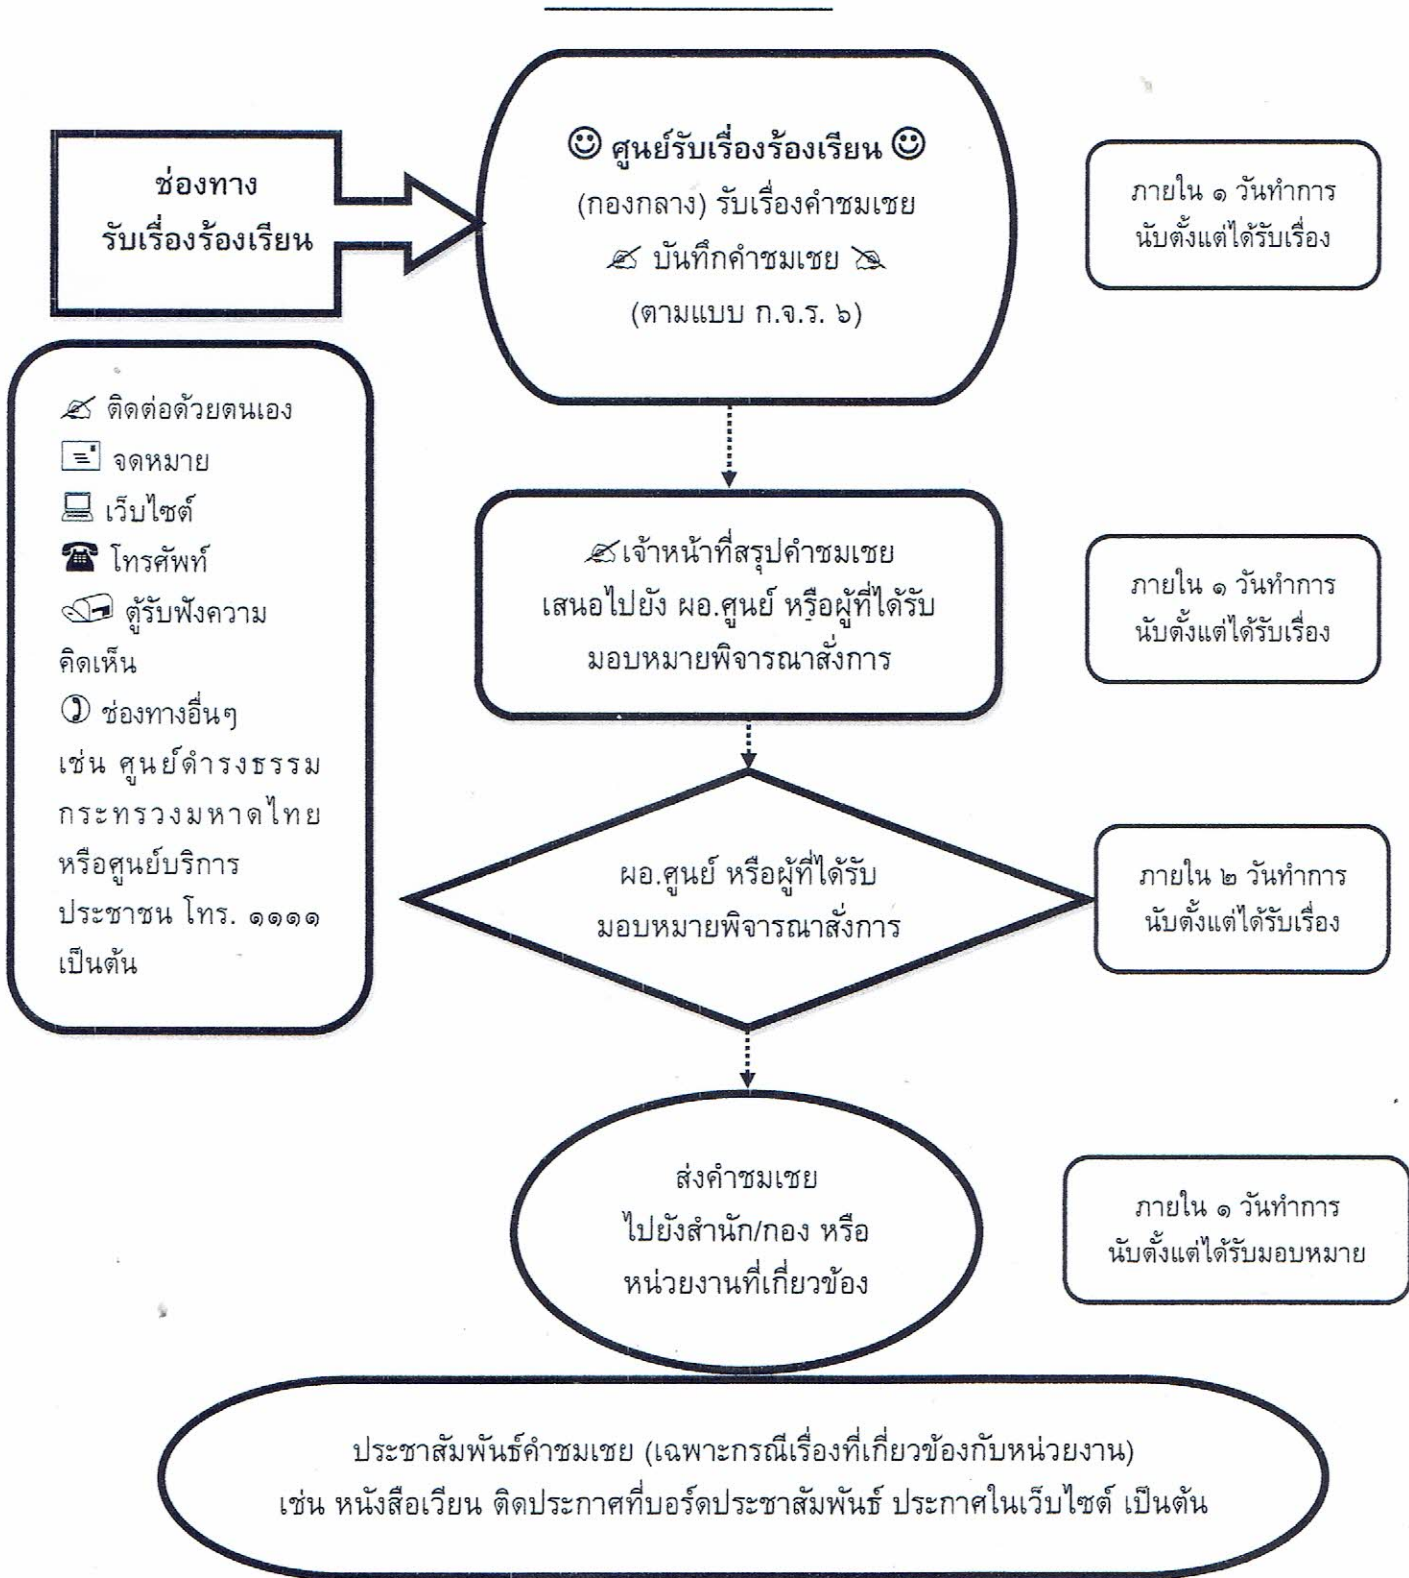 ช่องทาง
รับเรื่องร้องเรียน
☺ ศูนย์รับเรื่องร้องเรียน ☺
(กองกลาง) รับเรื่องคำชมเชย
บันทึกคำชมเชย
(ตามแบบ ก.จ.ร. ๖)
ภายใน ๑ วันทำการ
นับตั้งแต่ได้รับเรื่อง
ติดต่อด้วยตนเอง
จดหมาย
เว็บไซต์
โทรศัพท์
ตู้รับฟังความ
คิดเห็น
ช่องทางอื่นๆ
เช่น ศูนย์ดำรงธรรม
กระทรวงมหาดไทย
หรือศูนย์บริการ
ประชาชน โทร. ๑๑๑๑
เป็นต้น
เจ้าหน้าที่สรุปคำชมเชย
เสนอไปยัง ผอ.ศูนย์ หรือผู้ที่ได้รับ
มอบหมายพิจารณาสั่งการ
ภายใน ๑ วันทำการ
นับตั้งแต่ได้รับเรื่อง
ผอ.ศูนย์ หรือผู้ที่ได้รับ
มอบหมายพิจารณาสั่งการ
ภายใน ๒ วันทำการ
นับตั้งแต่ได้รับเรื่อง
ส่งคำชมเชย
ไปยังสำนัก/กอง หรือ
หน่วยงานที่เกี่ยวข้อง
ภายใน ๑ วันทำการ
นับตั้งแต่ได้รับมอบหมาย
ประชาสัมพันธ์คำชมเชย (เฉพาะกรณีเรื่องที่เกี่ยวข้องกับหน่วยงาน)
เช่น หนังสือเวียน ติดประกาศที่บอร์ดประชาสัมพันธ์ ประกาศในเว็บไซต์ เป็นต้น